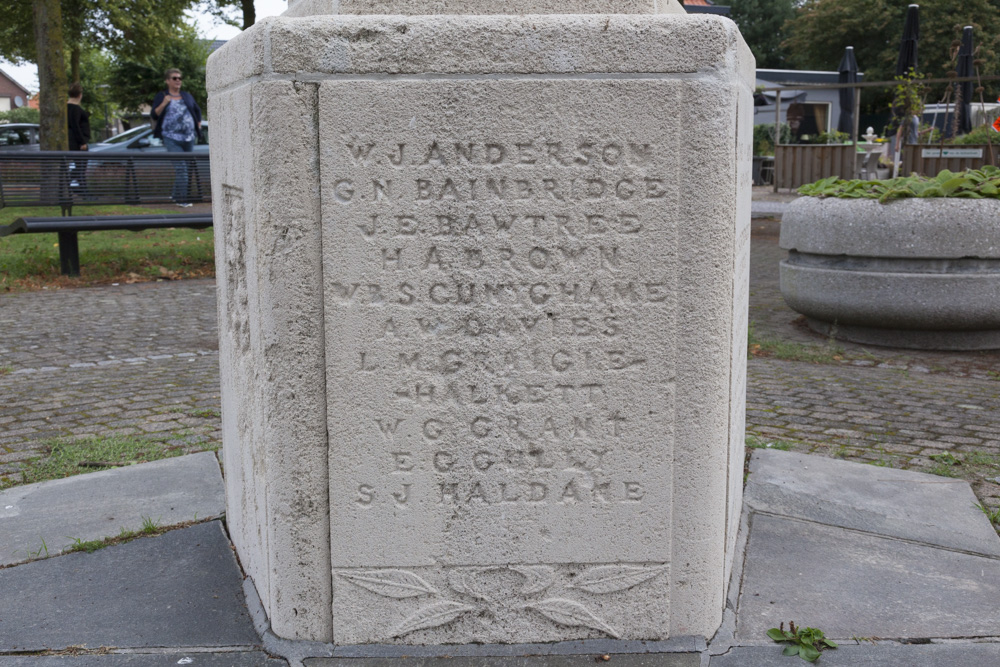 W. J. ANDERSON
G. N. BAINBRIDGE
J. E. BAWTREE
H. A. BROWN
W. B. S. CUNYGHAME
A. W. DAVIES
L. M. GRAIGIE-
-HALKETT
W. G. GRANT
E. G. GULLY
S. J. HALDANE